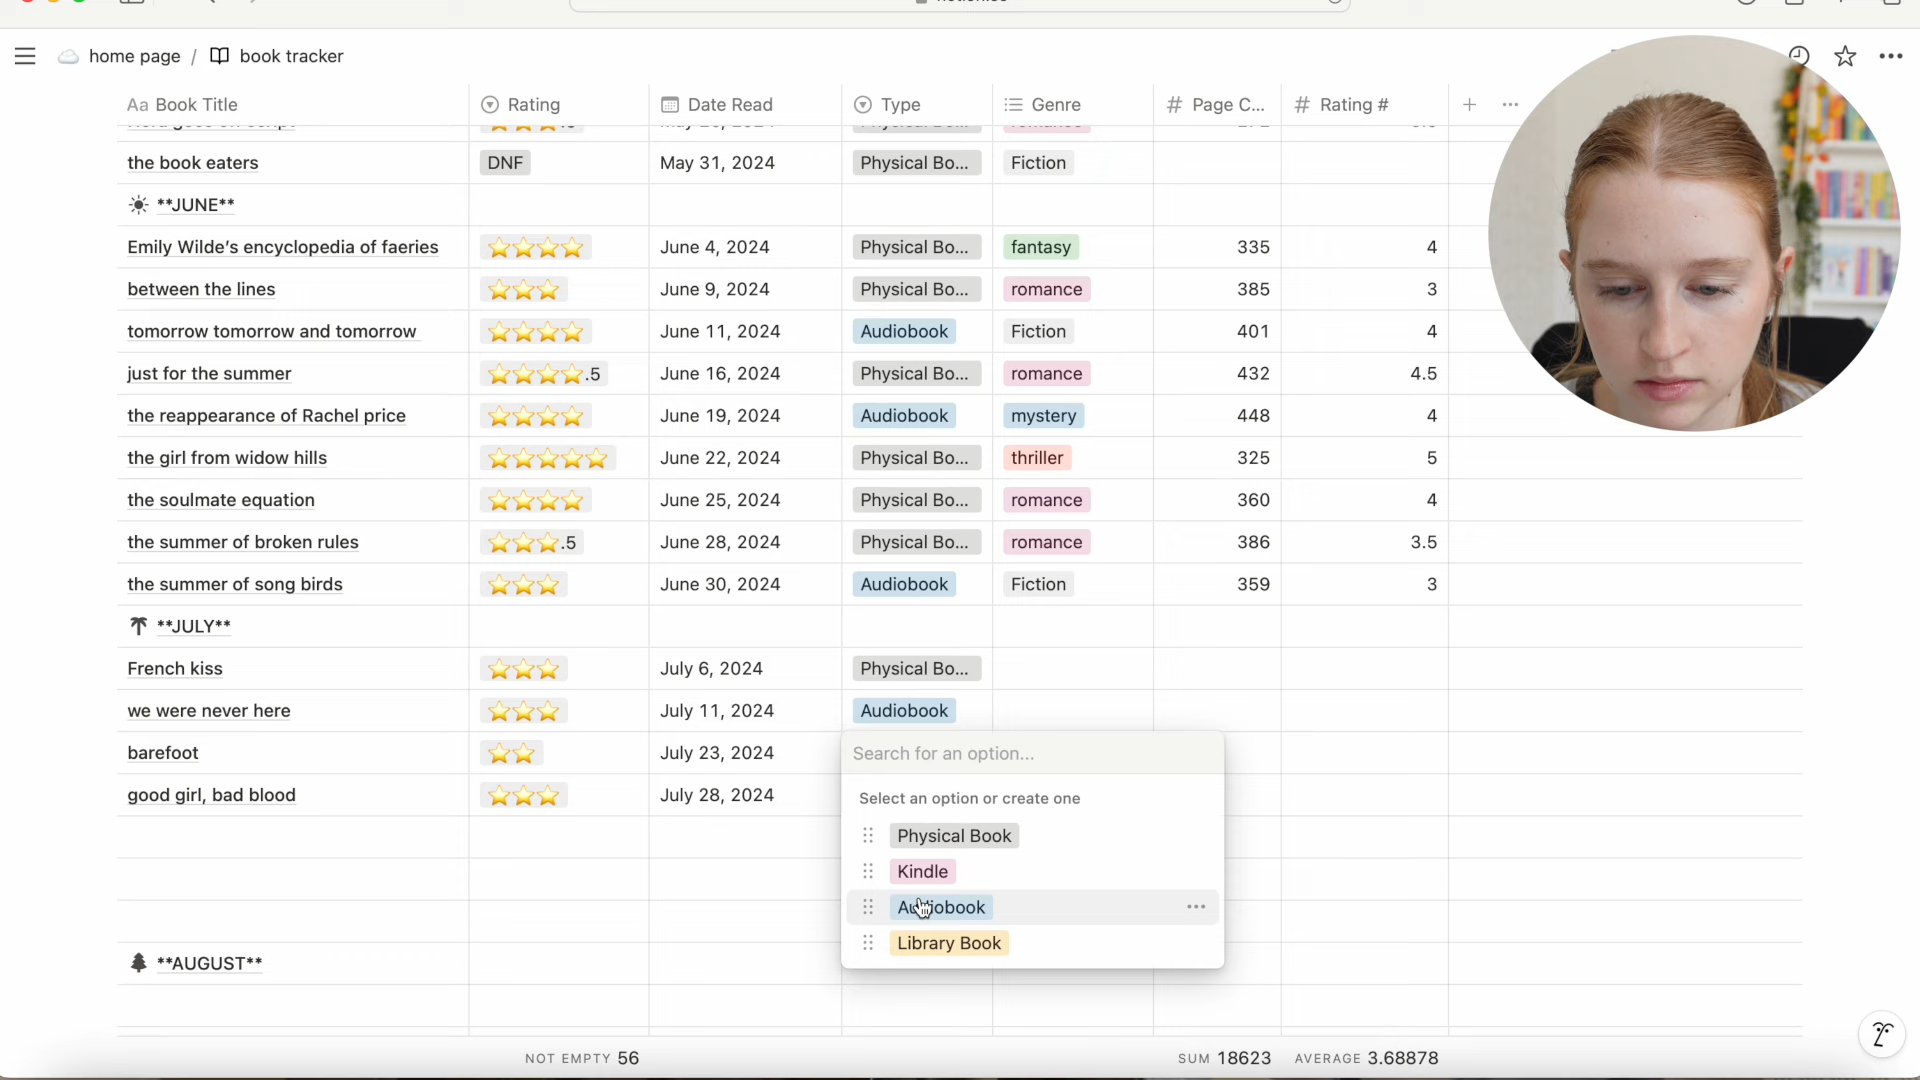 home page / book tracker
Aa Book Title Rating Date Read Type Genre # Page C... # Rating #
the book eaters DNF May 31, 2024 Physical Bo... Fiction
**JUNE**
Emily Wilde's encyclopedia of faeries ⭐⭐⭐⭐ June 4, 2024 Physical Bo... fantasy 335 4
between the lines ⭐⭐⭐ June 9, 2024 Physical Bo... romance 385 3
tomorrow tomorrow and tomorrow ⭐⭐⭐⭐ June 11, 2024 Audiobook Fiction 401 4
just for the summer ⭐⭐⭐⭐.5 June 16, 2024 Physical Bo... romance 432 4.5
the reappearance of Rachel price ⭐⭐⭐⭐ June 19, 2024 Audiobook mystery 448 4
the girl from widow hills ⭐⭐⭐⭐⭐ June 22, 2024 Physical Bo... thriller 325 5
the soulmate equation ⭐⭐⭐⭐ June 25, 2024 Physical Bo... romance 360 4
the summer of broken rules ⭐⭐⭐.5 June 28, 2024 Physical Bo... romance 386 3.5
the summer of song birds ⭐⭐⭐ June 30, 2024 Audiobook Fiction 359 3
**JULY**
French kiss ⭐⭐⭐ July 6, 2024 Physical Bo...
we were never here ⭐⭐⭐ July 11, 2024 Audiobook
barefoot ⭐⭐ July 23, 2024 Search for an option...
good girl, bad blood ⭐⭐⭐ July 28, 2024 Select an option or create one
Physical Book
Kindle
Audiobook
Library Book
**AUGUST**
NOT EMPTY 56 SUM 18623 AVERAGE 3.68878